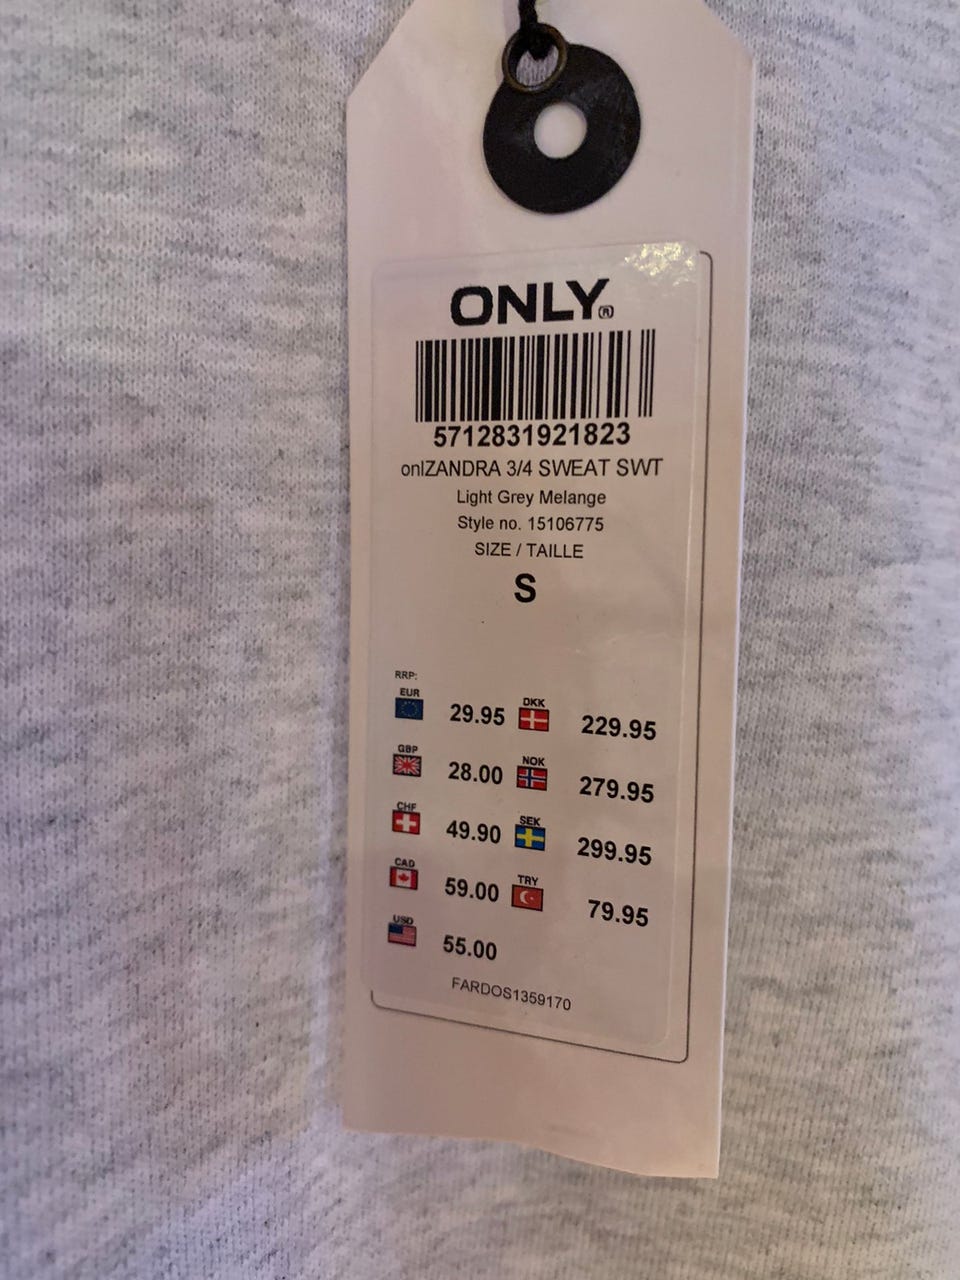 ONLY®
5712831921823
onlZANDRA 3/4 SWEAT SWT
Light Grey Melange
Style no. 15106775
SIZE / TAILLE
S
RRP:
EUR 29.95 DKK 229.95
GBP 28.00 NOK 279.95
CHF 49.90 SEK 299.95
CAD 59.00 TRY 79.95
USD 55.00
FARDOS1359170